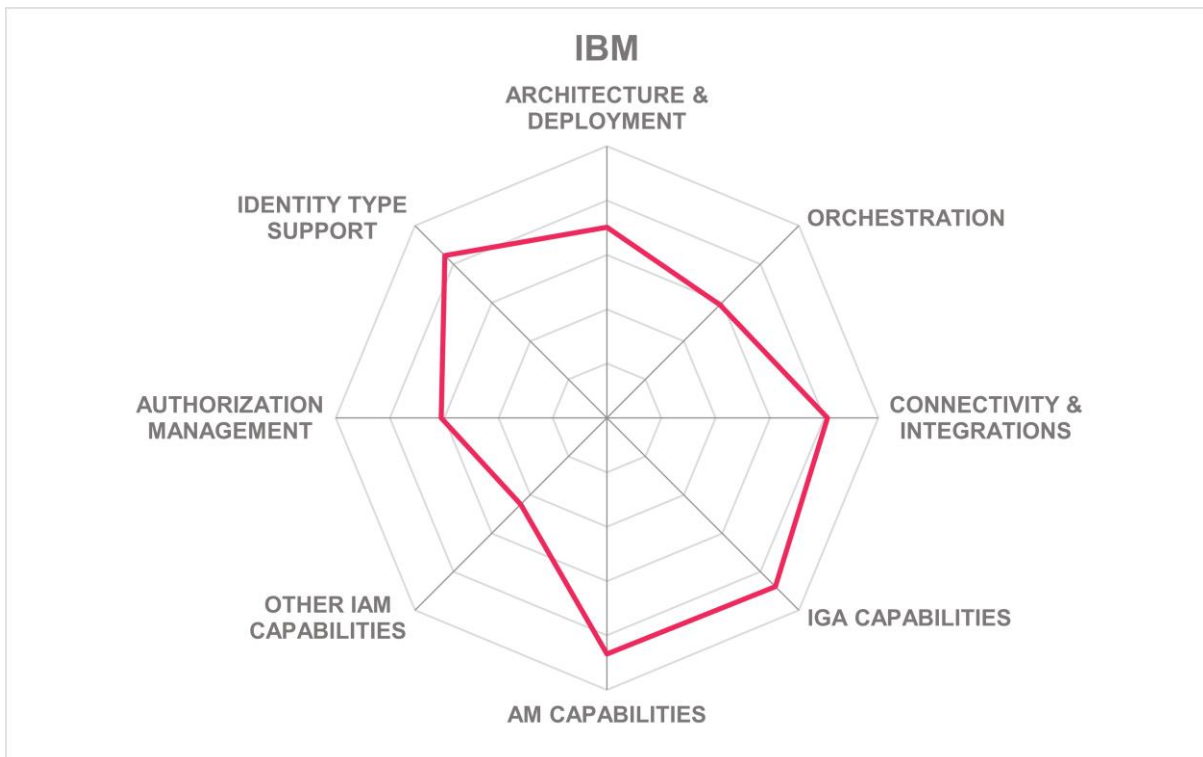 IBM
ARCHITECTURE &
DEPLOYMENT
IDENTITY TYPE
SUPPORT
ORCHESTRATION
AUTHORIZATION
MANAGEMENT
CONNECTIVITY &
INTEGRATIONS
OTHER IAM
CAPABILITIES
IGA CAPABILITIES
AM CAPABILITIES